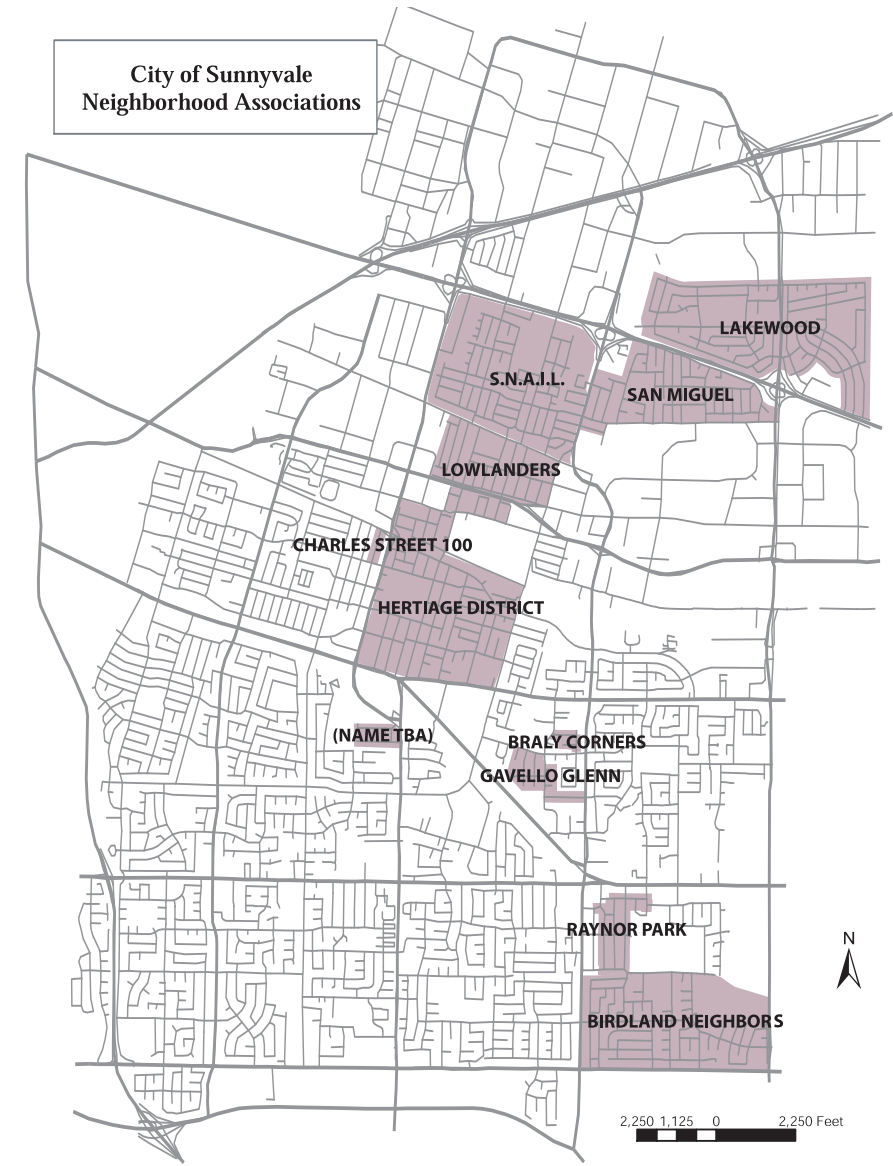 City of Sunnyvale
Neighborhood Associations
LAKEWOOD
S.N.A.I.L.
SAN MIGUEL
LOWLANDERS
CHARLES STREET 100
HERTIAGE DISTRICT
(NAME TBA)
BRALY CORNERS
GAVELLO GLENN
RAYNOR PARK
N
BIRDLAND NEIGHBORS
2,250 1,125 0 2,250 Feet